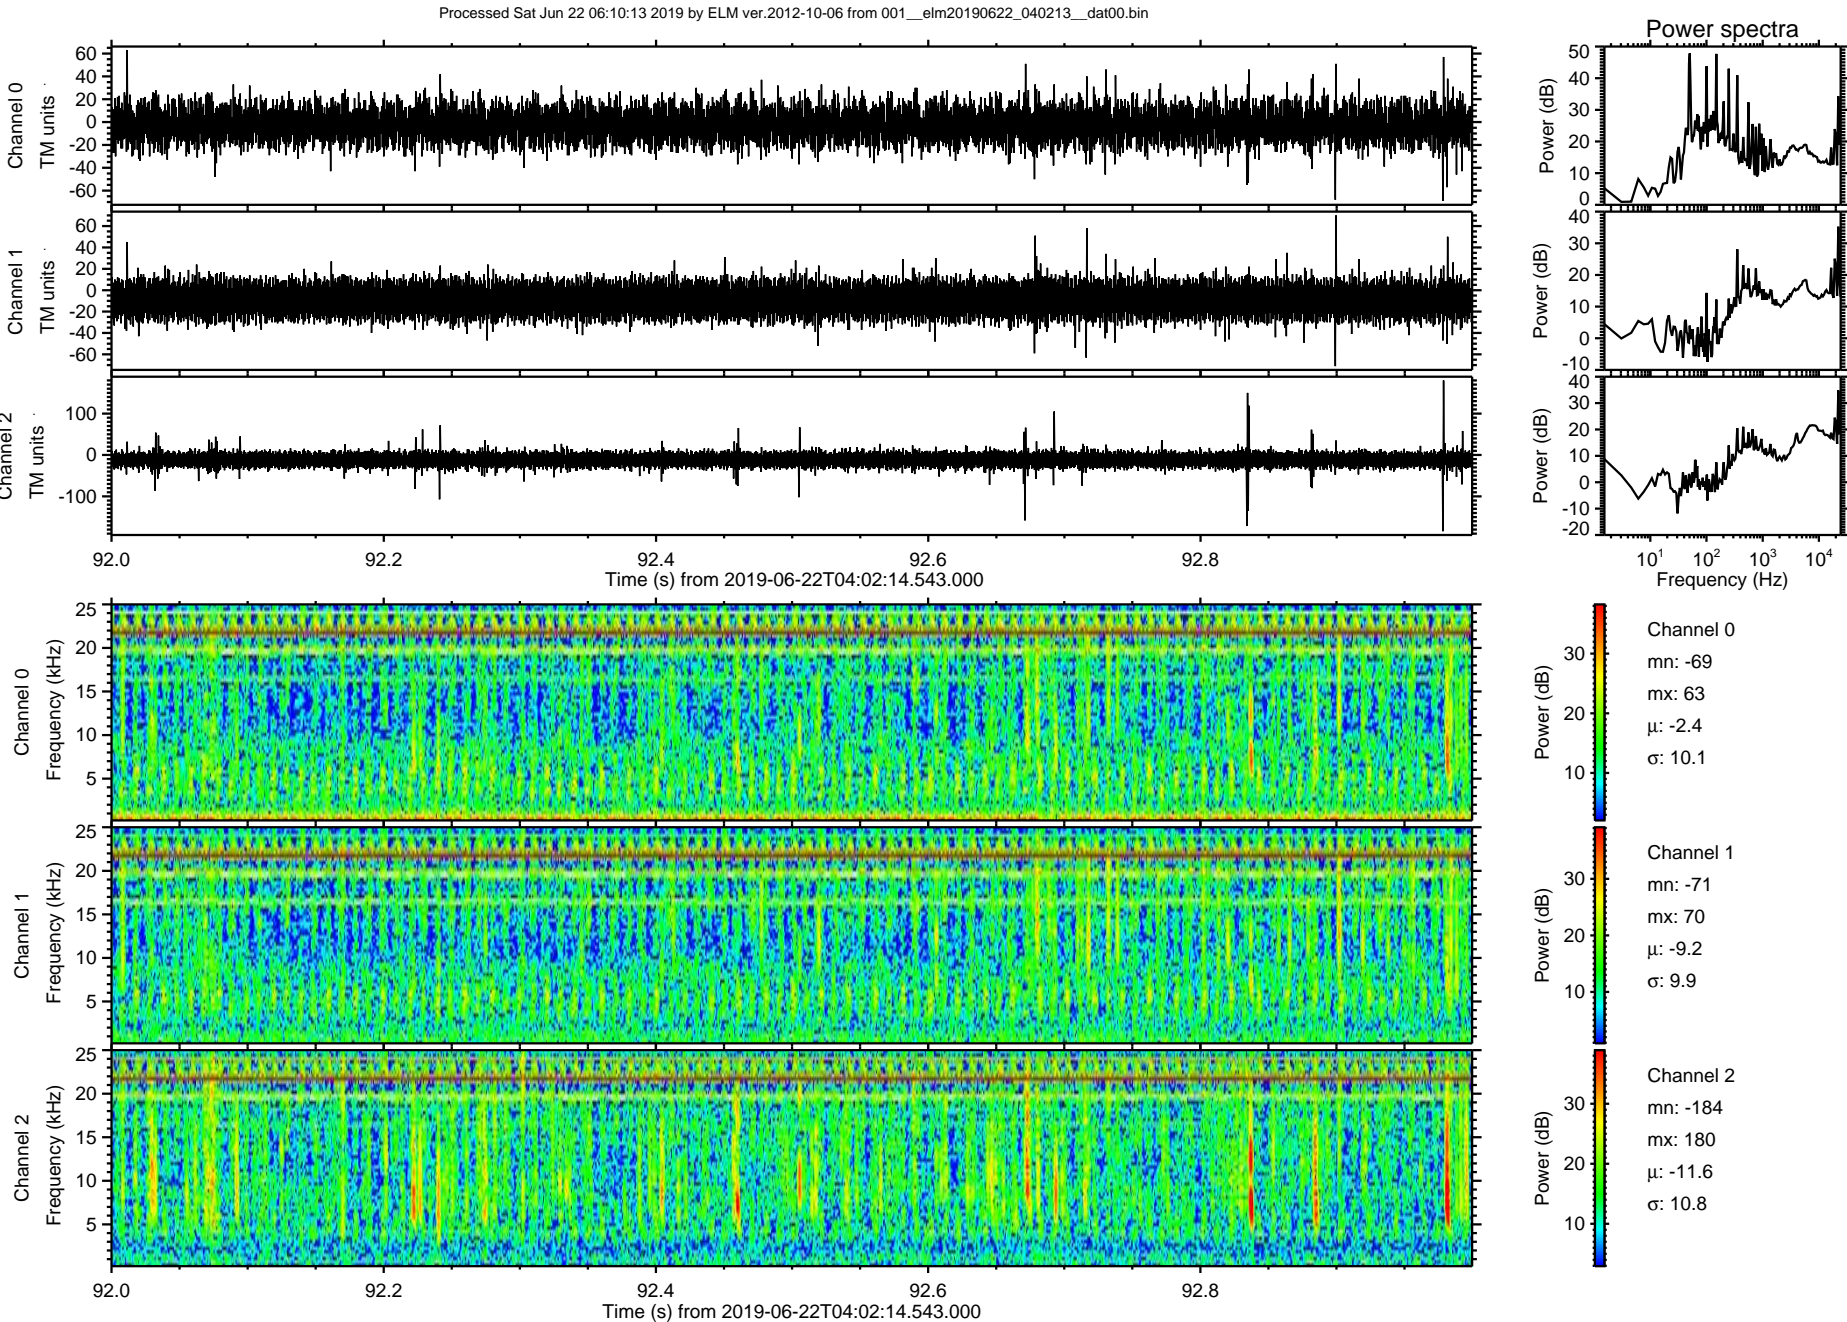 Processed Sat Jun 22 06:10:13 2019 by ELM ver.2012-10-06 from 001__elm20190622_040213__dat00.bin
Power spectra
Channel 0
TM units
60
40
20
0
-20
-40
-60
Power (dB)
50
40
30
20
10
0
Channel 1
TM units
60
40
20
0
-20
-40
-60
Power (dB)
40
30
20
10
0
-10
Channel 2
TM units
100
0
-100
Power (dB)
40
30
20
10
0
-10
-20
92.0 92.2 92.4 92.6 92.8
Time (s) from 2019-06-22T04:02:14.543.000
10¹ 10² 10³ 10⁴
Frequency (Hz)
Channel 0
Frequency (kHz)
25
20
15
10
5
Power (dB)
30
20
10
Channel 0
mn: -69
mx: 63
μ: -2.4
σ: 10.1
Channel 1
Frequency (kHz)
25
20
15
10
5
Power (dB)
30
20
10
Channel 1
mn: -71
mx: 70
μ: -9.2
σ: 9.9
Channel 2
Frequency (kHz)
25
20
15
10
5
Power (dB)
30
20
10
Channel 2
mn: -184
mx: 180
μ: -11.6
σ: 10.8
92.0 92.2 92.4 92.6 92.8
Time (s) from 2019-06-22T04:02:14.543.000